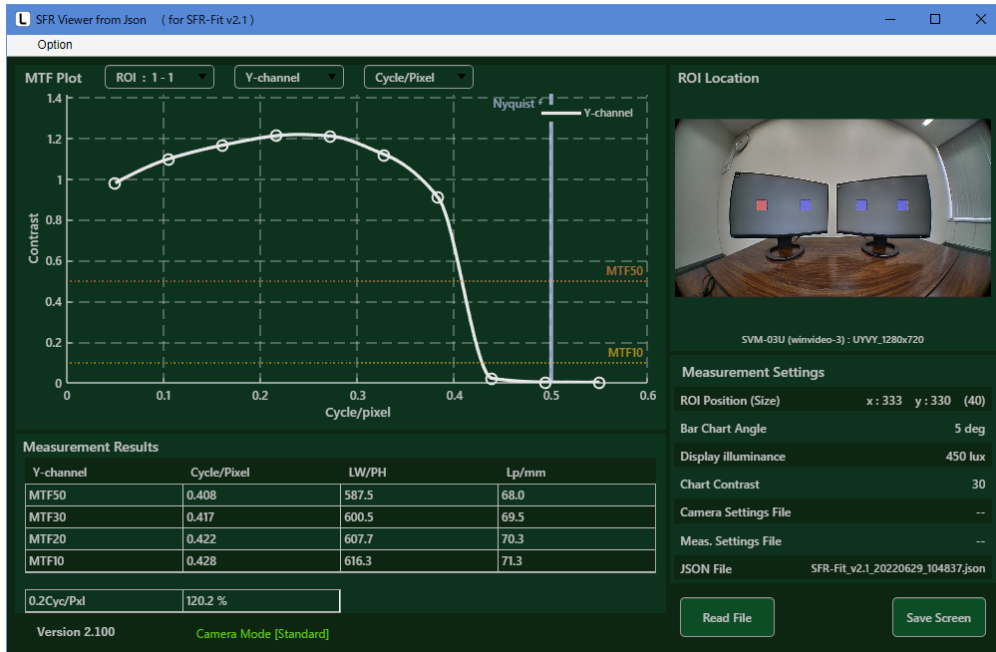 L SFR Viewer from Json ( for SFR-Fit v2.1 )
Option
MTF Plot ROI : 1 - 1 Y-channel Cycle/Pixel
Nyquist
Y-channel
1.4
1.2
1
0.8
0.6
0.4
0.2
0
Contrast
MTF50
MTF10
0 0.1 0.2 0.3 0.4 0.5 0.6
Cycle/pixel
Measurement Results
Y-channel Cycle/Pixel LW/PH Lp/mm
MTF50 0.408 587.5 68.0
MTF30 0.417 600.5 69.5
MTF20 0.422 607.7 70.3
MTF10 0.428 616.3 71.3
0.2Cyc/Pxl 120.2 %
Version 2.100 Camera Mode [Standard]
ROI Location
SVM-03U (winvideo-3) : UYVY_1280x720
Measurement Settings
ROI Position (Size) x : 333 y : 330 (40)
Bar Chart Angle 5 deg
Display illuminance 450 lux
Chart Contrast 30
Camera Settings File --
Meas. Settings File --
JSON File SFR-Fit_v2.1_20220629_104837.json
Read File Save Screen